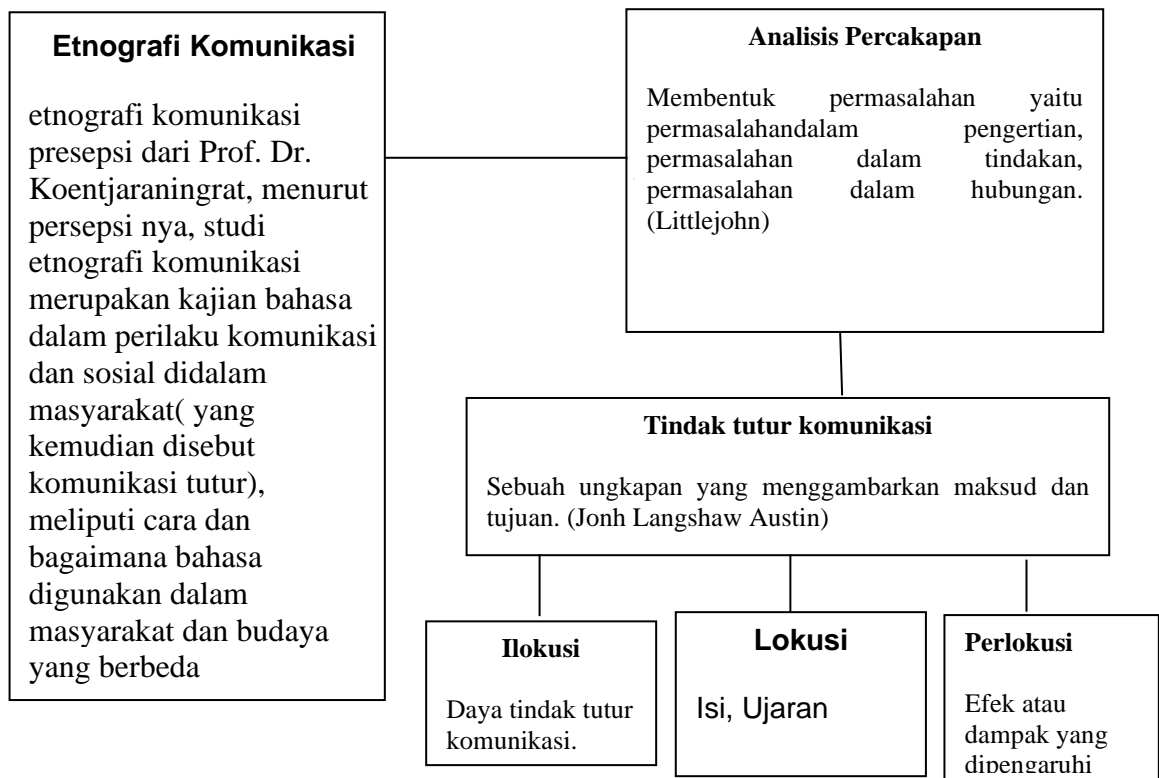 Etnografi Komunikasi
etnografi komunikasi
presepsi dari Prof. Dr.
Koentjaraningrat, menurut
persepsi nya, studi
etnografi komunikasi
merupakan kajian bahasa
dalam perilaku komunikasi
dan sosial didalam
masyarakat( yang
kemudian disebut
komunikasi tutur),
meliputi cara dan
bagaimana bahasa
digunakan dalam
masyarakat dan budaya
yang berbeda
Analisis Percakapan
Membentuk permasalahan yaitu
permasalahandalam pengertian,
permasalahan dalam tindakan,
permasalahan dalam hubungan.
(Littlejohn)
Tindak tutur komunikasi
Sebuah ungkapan yang menggambarkan maksud dan
tujuan. (Jonh Langshaw Austin)
Ilokusi
Daya tindak tutur
komunikasi.
Lokusi
Isi, Ujaran
Perlokusi
Efek atau
dampak yang
dipengaruhi